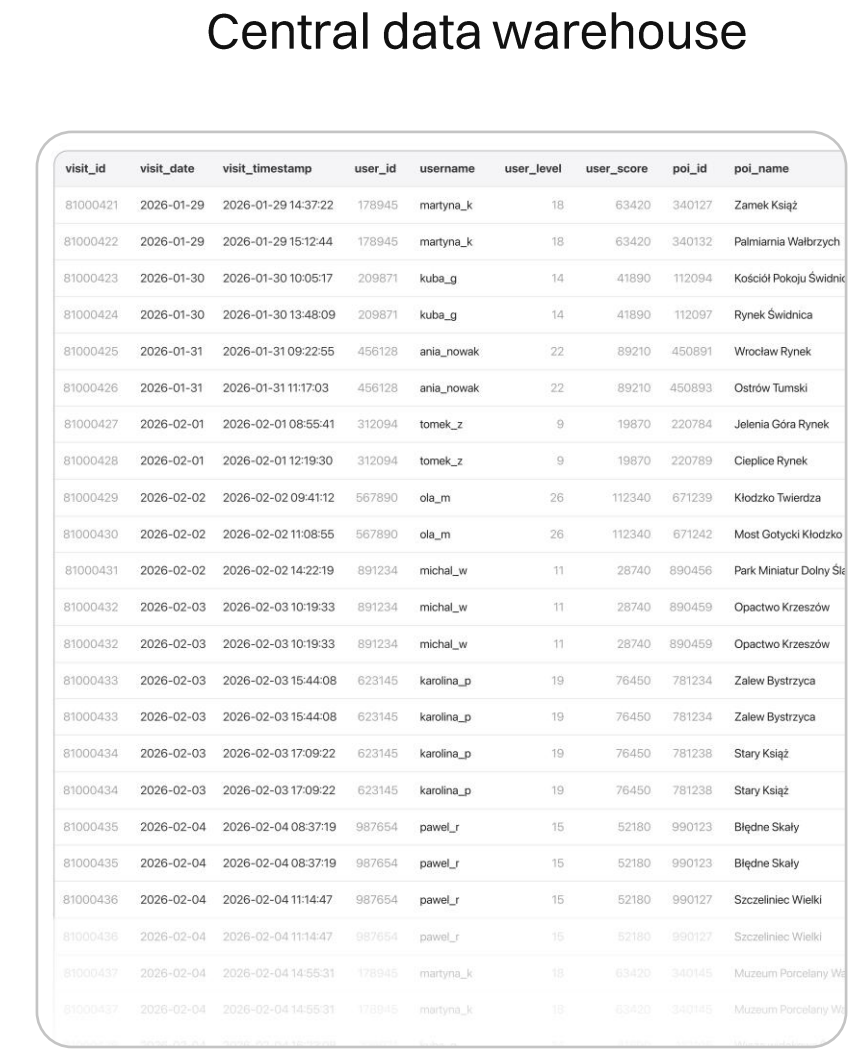 Central data warehouse
visit_id visit_date visit_timestamp user_id username user_level user_score poi_id poi_name
81000421 2026-01-29 2026-01-29 14:37:22 178945 martyna_k 18 63420 340127 Zamek Książ
81000422 2026-01-29 2026-01-29 15:12:44 178945 martyna_k 18 63420 340132 Palmiarnia Wałbrzych
81000423 2026-01-30 2026-01-30 10:05:17 209871 kuba_g 14 41890 112094 Kościół Pokoju Świdnic
81000424 2026-01-30 2026-01-30 13:48:09 209871 kuba_g 14 41890 112097 Rynek Świdnica
81000425 2026-01-31 2026-01-31 09:22:55 456128 ania_nowak 22 89210 450891 Wrocław Rynek
81000426 2026-01-31 2026-01-31 11:17:03 456128 ania_nowak 22 89210 450893 Ostrów Tumski
81000427 2026-02-01 2026-02-01 08:55:41 312094 tomek_z 9 19870 220784 Jelenia Góra Rynek
81000428 2026-02-01 2026-02-01 12:19:30 312094 tomek_z 9 19870 220789 Cieplice Rynek
81000429 2026-02-02 2026-02-02 09:41:12 567890 ola_m 26 112340 671239 Kłodzko Twierdza
81000430 2026-02-02 2026-02-02 11:08:55 567890 ola_m 26 112340 671242 Most Gotycki Kłodzko
81000431 2026-02-02 2026-02-02 14:22:19 891234 michal_w 11 28740 890456 Park Miniatur Dolny Śla
81000432 2026-02-03 2026-02-03 10:19:33 891234 michal_w 11 28740 890459 Opactwo Krzeszów
81000432 2026-02-03 2026-02-03 10:19:33 891234 michal_w 11 28740 890459 Opactwo Krzeszów
81000433 2026-02-03 2026-02-03 15:44:08 623145 karolina_p 19 76450 781234 Zalew Bystrzyca
81000433 2026-02-03 2026-02-03 15:44:08 623145 karolina_p 19 76450 781234 Zalew Bystrzyca
81000434 2026-02-03 2026-02-03 17:09:22 623145 karolina_p 19 76450 781238 Stary Książ
81000434 2026-02-03 2026-02-03 17:09:22 623145 karolina_p 19 76450 781238 Stary Książ
81000435 2026-02-04 2026-02-04 08:37:19 987654 pawel_r 15 52180 990123 Błędne Skały
81000435 2026-02-04 2026-02-04 08:37:19 987654 pawel_r 15 52180 990123 Błędne Skały
81000436 2026-02-04 2026-02-04 11:14:47 987654 pawel_r 15 52180 990127 Szczeliniec Wielki
81000436 2026-02-04 2026-02-04 11:14:47 987654 pawel_r 15 52180 990127 Szczeliniec Wielki
81000437 2026-02-04 2026-02-04 14:55:31 178945 martyna_k 18 63420 340145 Muzeum Porcelany Wa
81000437 2026-02-04 2026-02-04 14:55:31 178945 martyna_k 18 63420 340145 Muzeum Porcelany Wa